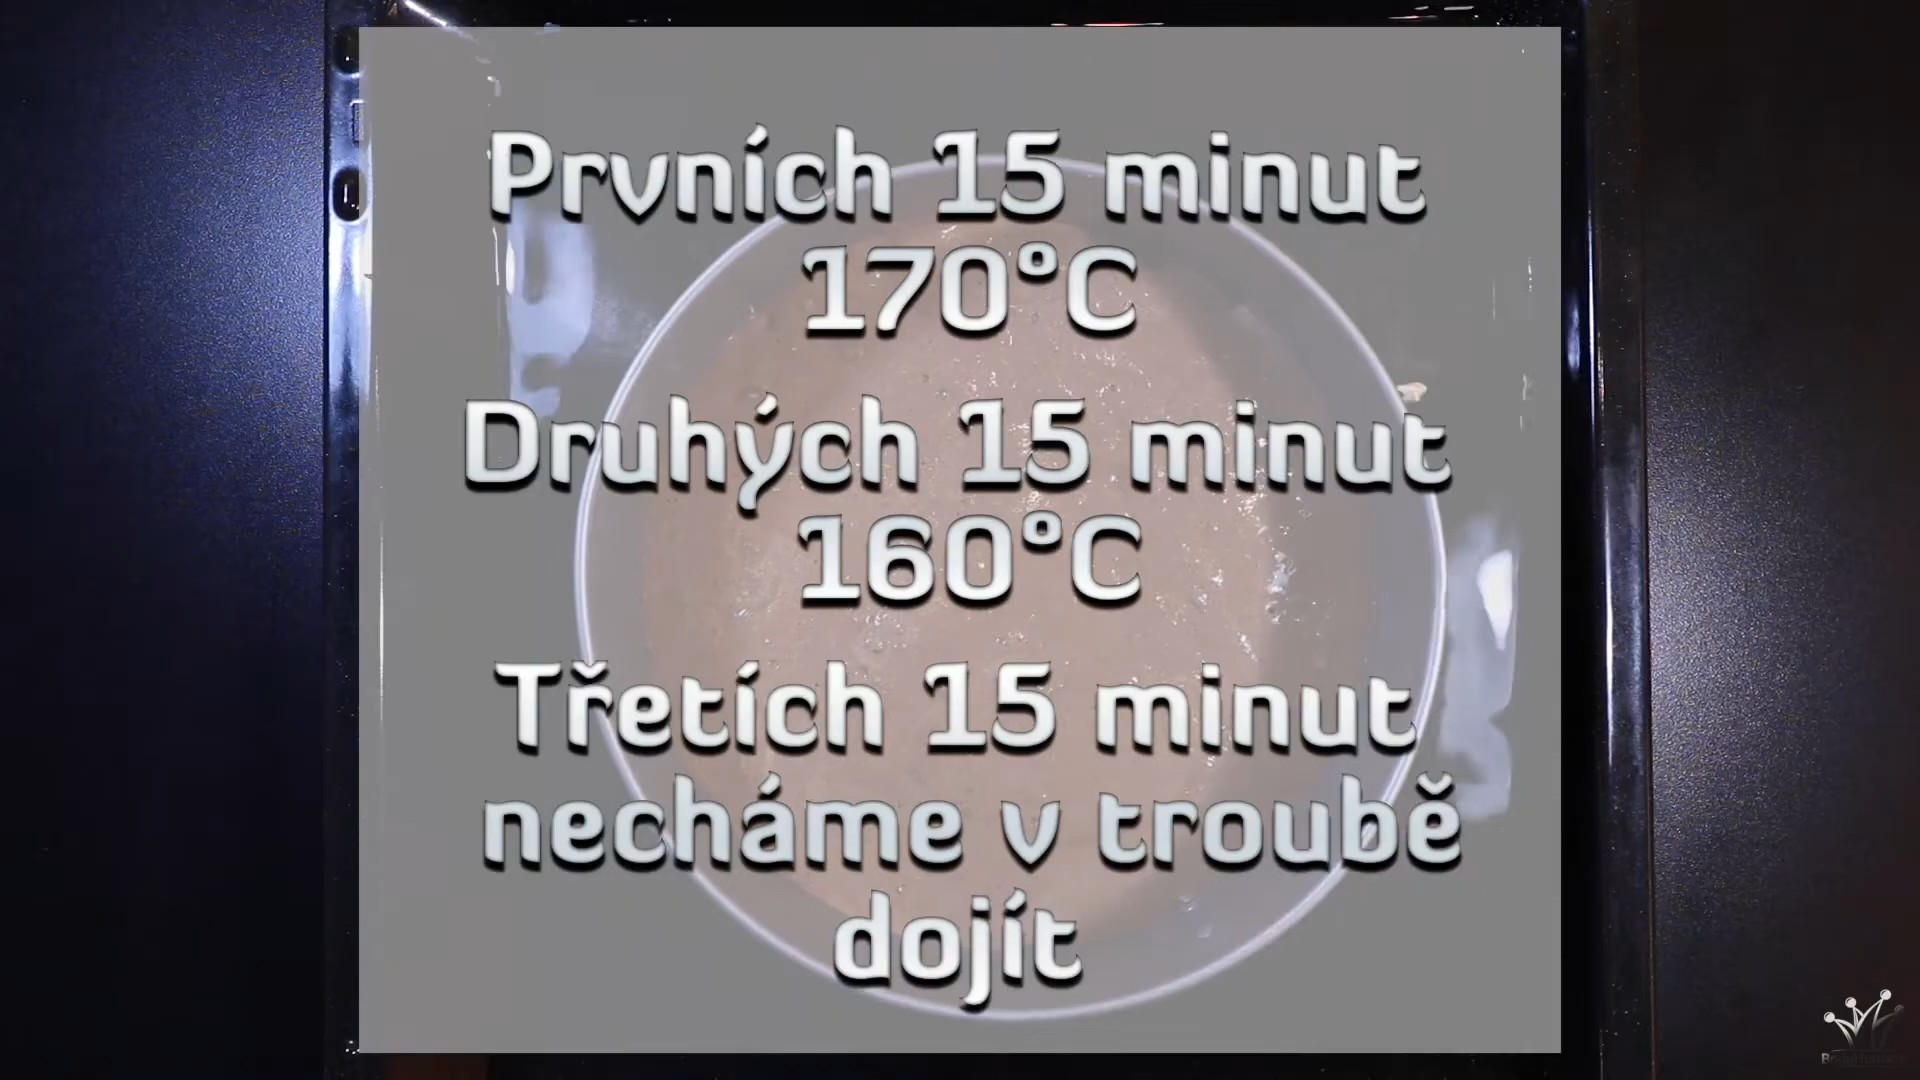 Prvních 15 minut
170°C
Druhých 15 minut
160°C
Třetích 15 minut
necháme v troubě
dojít